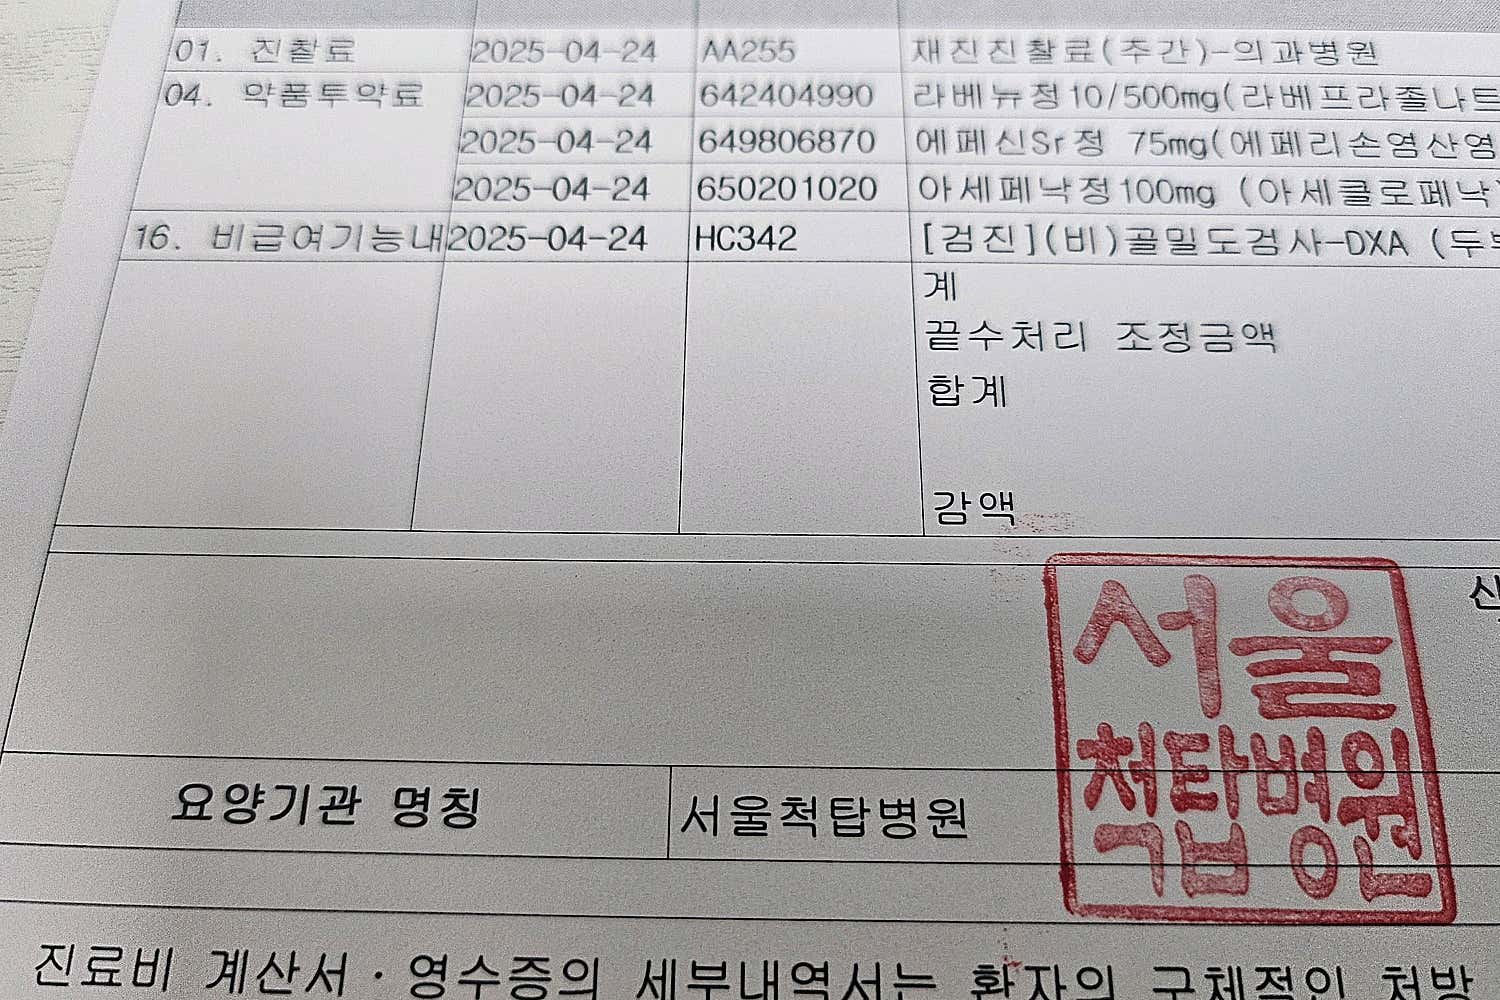 01. 진찰료 2025-04-24 AA255 재진진찰료(주간)-의과병원
04. 약품투약료 2025-04-24 642404990 라베뉴정10/500mg(라베프라졸나트
2025-04-24 649806870 에페신Sr정 75mg(에페리손염산염
2025-04-24 650201020 아세페낙정100mg (아세클로페낙)
16. 비급여기능내 2025-04-24 HC342 [검진](비)골밀도검사-DXA (두부
계
끝수처리 조정금액
합계
감액
신
서울
척탑병원
요양기관 명칭 서울척탑병원
진료비 계산서·영수증의 세부내역서는 환자의 구체적인 처방